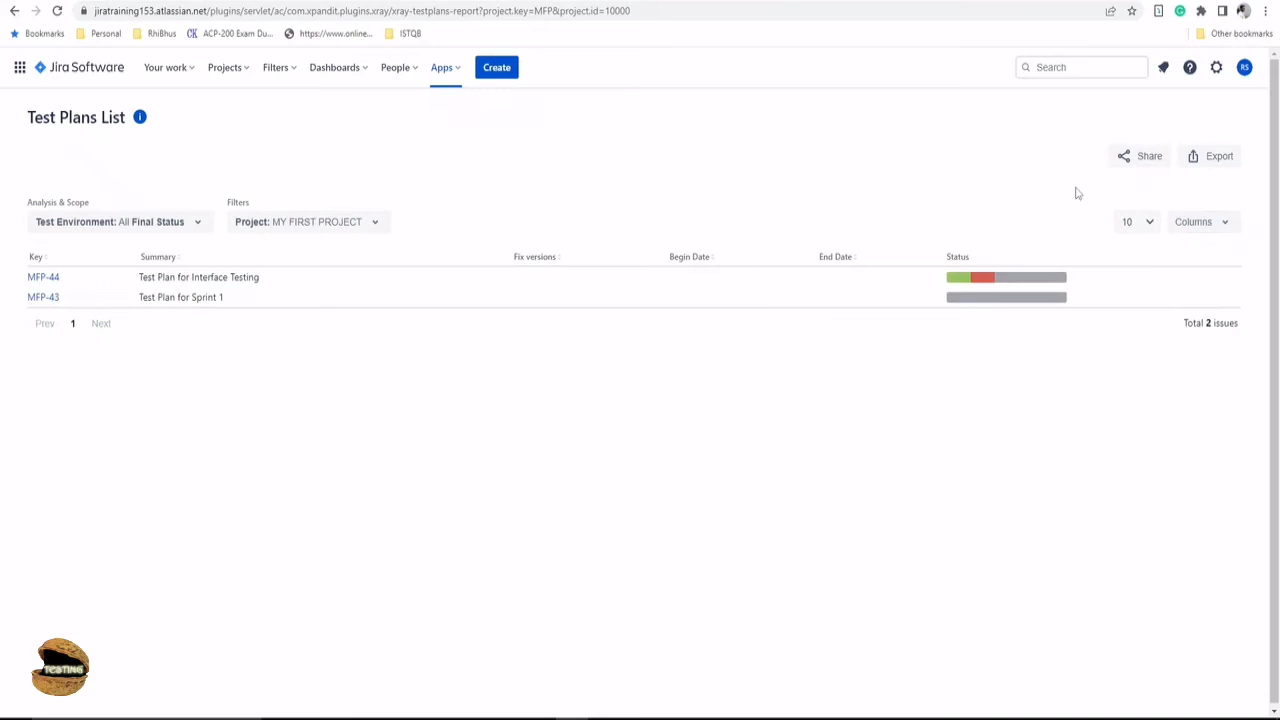 jiratraining153.atlassian.net/plugins/servlet/ac/com.xpandit.plugins.xray/xray-testplans-report?project.key=MFP&project.id=10000
Bookmarks Personal RhiBhus CK ACP-200 Exam Du... https://www.online... ISTQB Other bookmarks
Jira Software Your work Projects Filters Dashboards People Apps Create Search RS
Test Plans List
Share Export
Analysis & Scope Filters
Test Environment: All Final Status Project: MY FIRST PROJECT 10 Columns
Key Summary Fix versions Begin Date End Date Status
MFP-44 Test Plan for Interface Testing
MFP-43 Test Plan for Sprint 1
Prev 1 Next Total 2 issues
TESTING